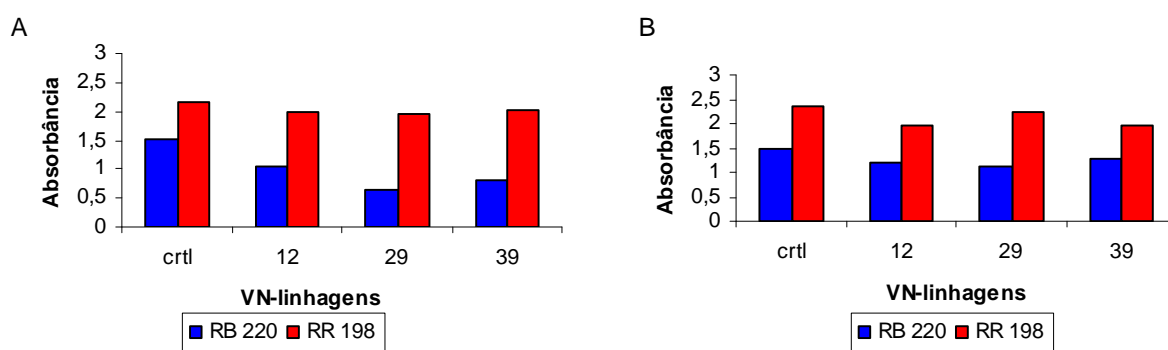 A
Absorbância
3
2,5
2
1,5
1
0,5
0
crtl 12 29 39
VN-linhagens
RB 220 RR 198
B
Absorbância
3
2,5
2
1,5
1
0,5
0
crtl 12 29 39
VN-linhagens
RB 220 RR 198